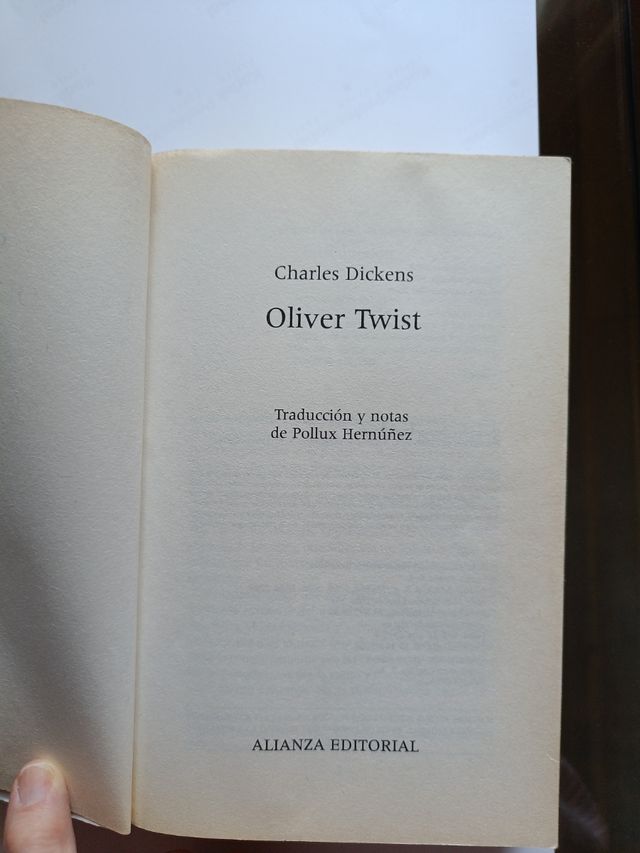 Charles Dickens
Oliver Twist
Traducción y notas
de Pollux Hernúñez
ALIANZA EDITORIAL